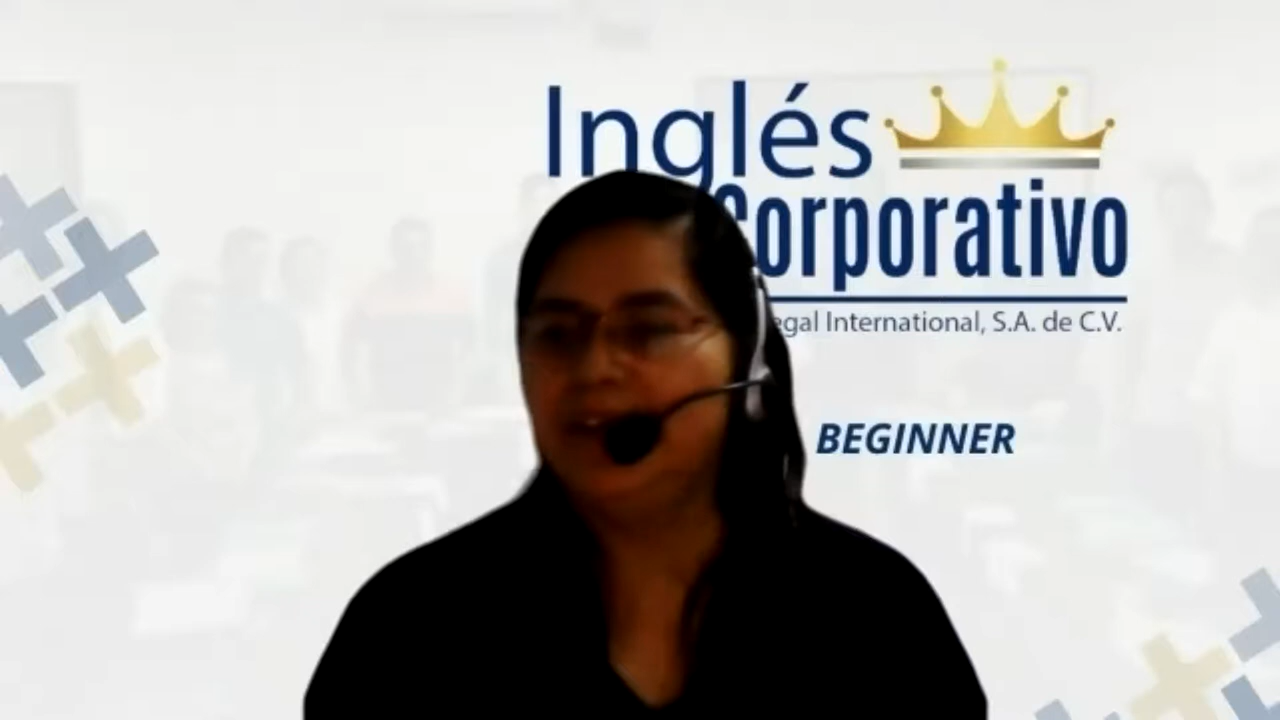 Inglés
Corporativo
egal International, S.A. de C.V.
BEGINNER